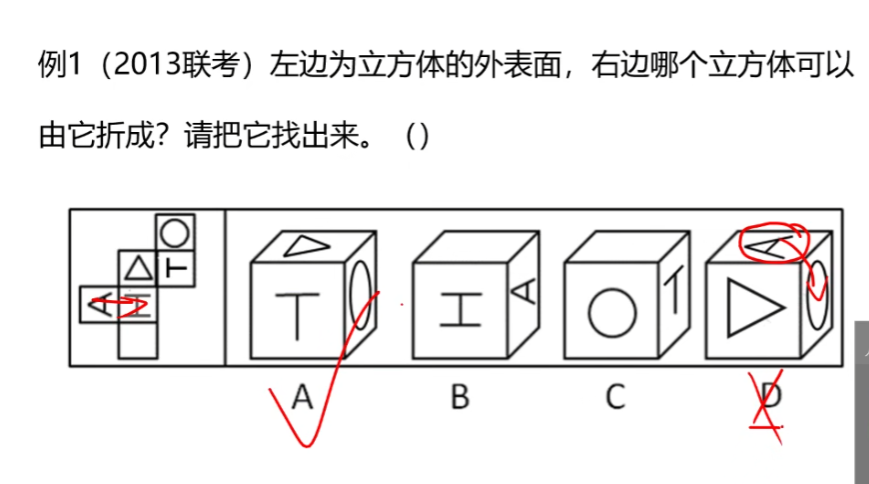 例1（2013联考）左边为立方体的外表面，右边哪个立方体可以
由它折成？请把它找出来。（）
T
A H
T H A T A
A B C D